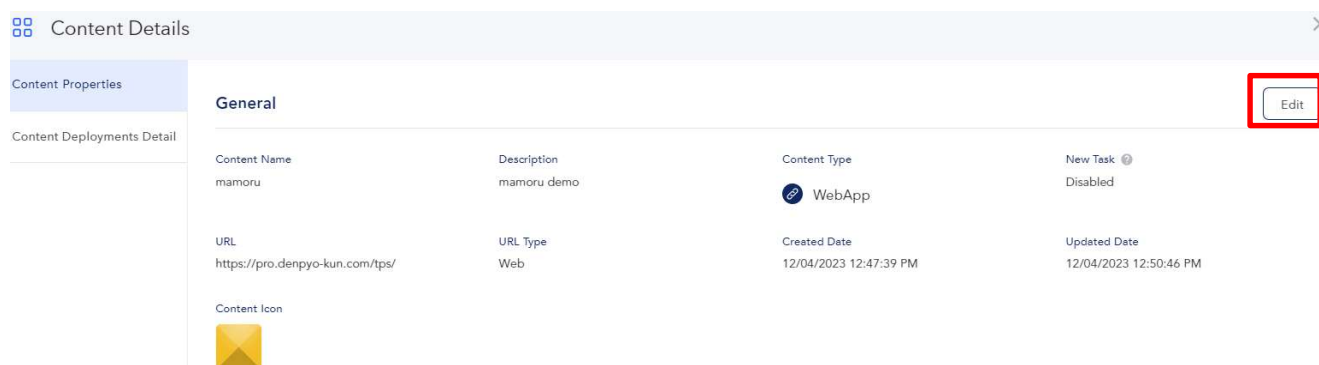 Content Details
Content Properties
Content Deployments Detail
General
Edit
Content Name
Description
Content Type
New Task
mamoru
mamoru demo
WebApp
Disabled
URL
URL Type
Created Date
Updated Date
https://pro.denpyo-kun.com/tps/
Web
12/04/2023 12:47:39 PM
12/04/2023 12:50:46 PM
Content Icon